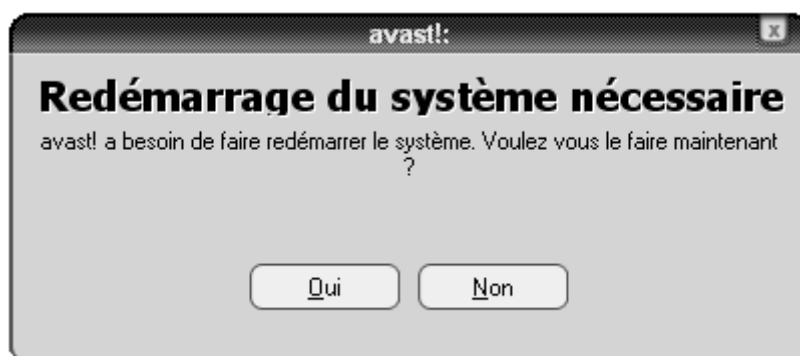 avast!:
x
Redémarrage du système nécessaire
avast! a besoin de faire redémarrer le système. Voulez vous le faire maintenant
?
Oui
Non